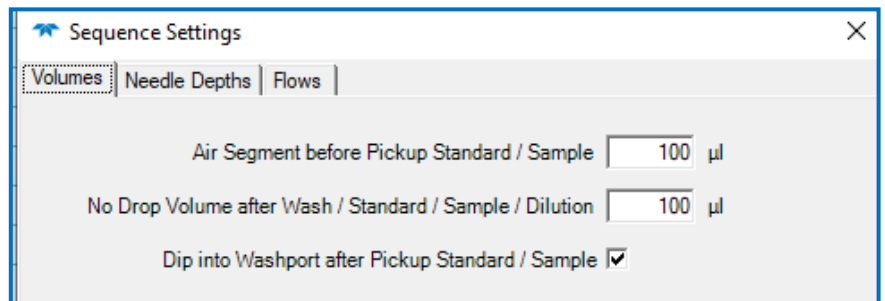 Sequence Settings
Volumes Needle Depths Flows
Air Segment before Pickup Standard / Sample 100 µl
No Drop Volume after Wash / Standard / Sample / Dilution 100 µl
Dip into Washport after Pickup Standard / Sample